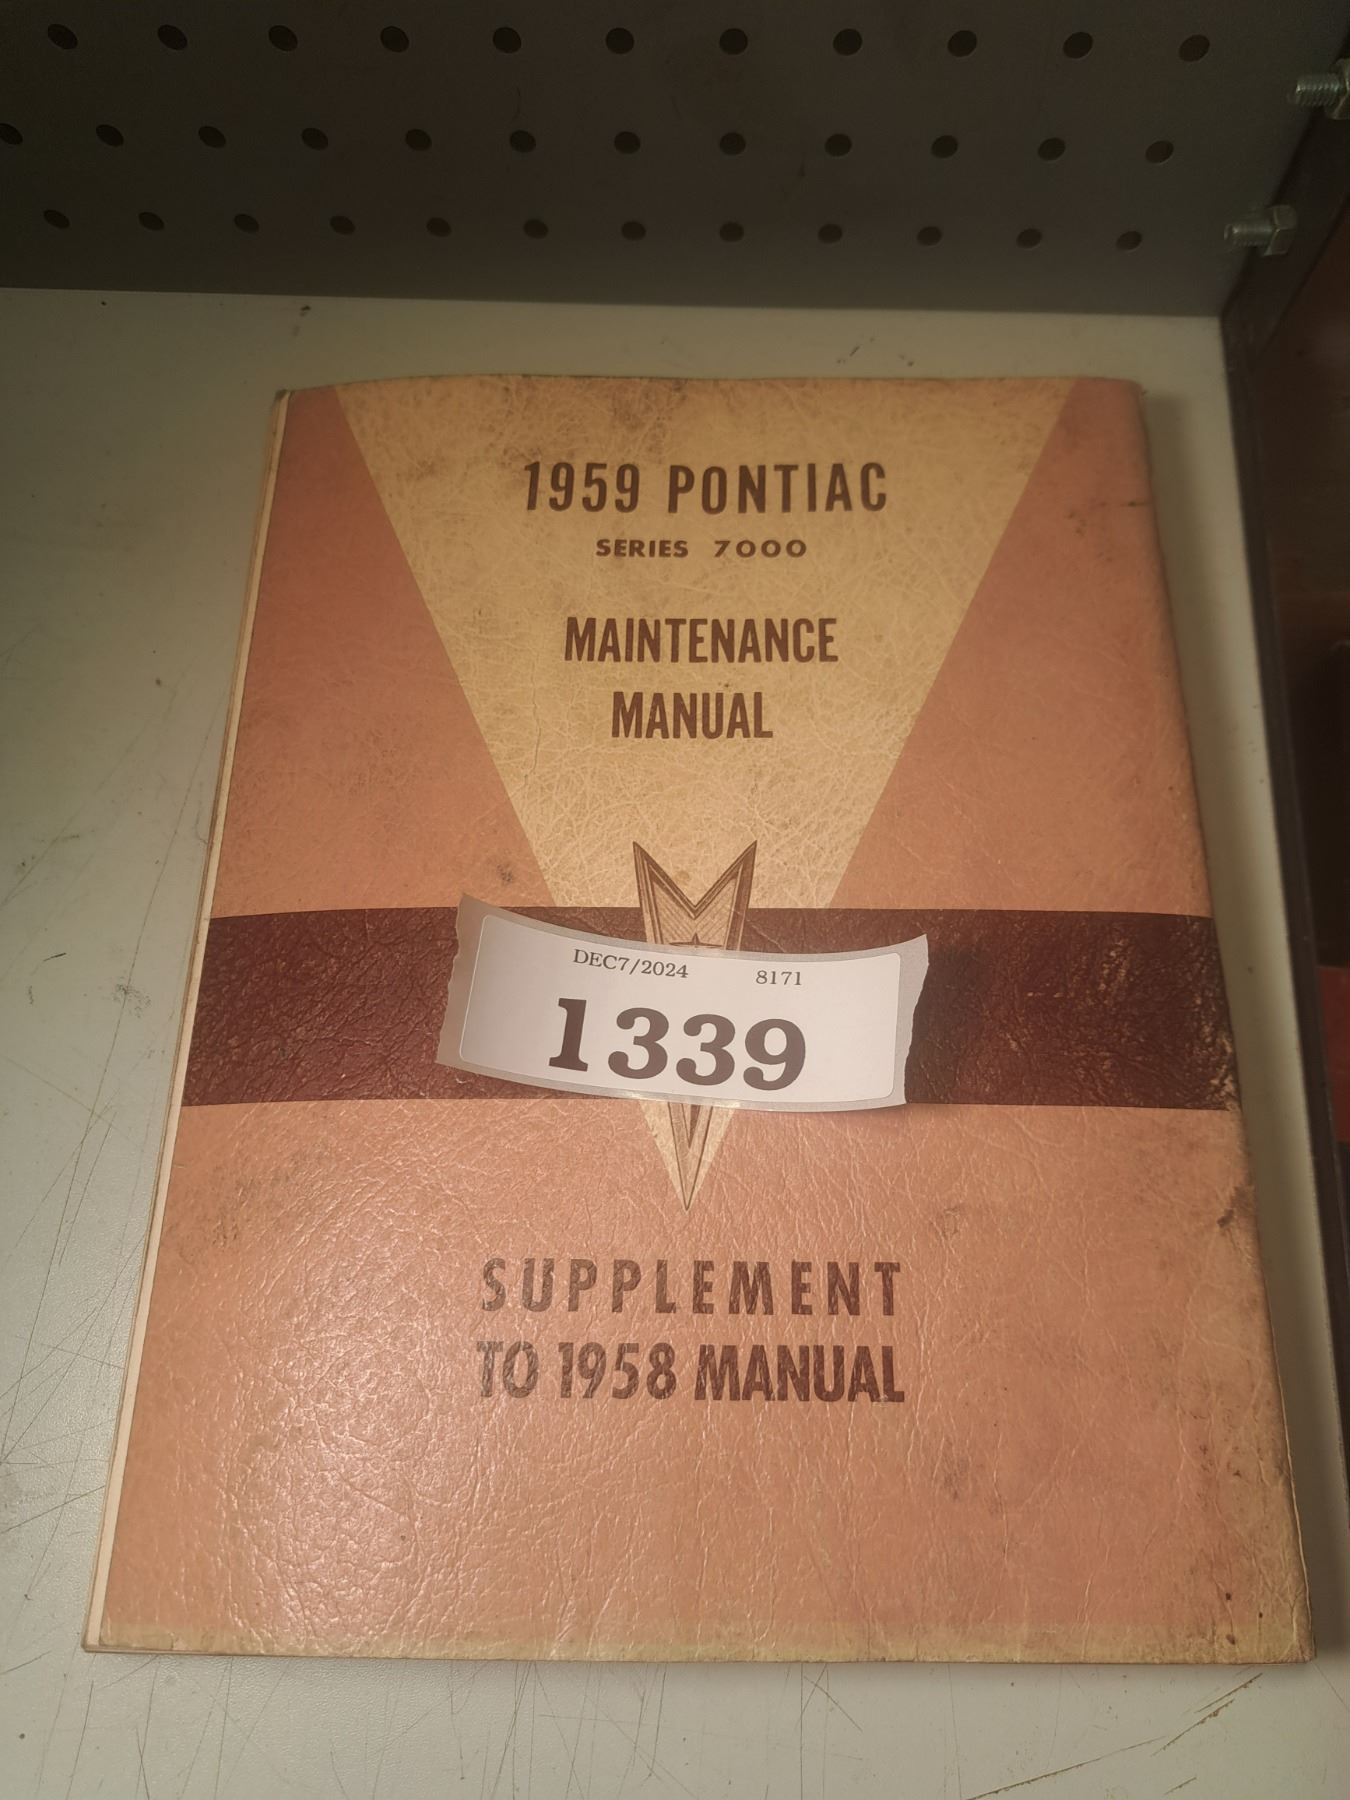 1959 PONTIAC
SERIES 7000
MAINTENANCE
MANUAL
DEC7/2024 8171
1339
SUPPLEMENT
TO 1958 MANUAL